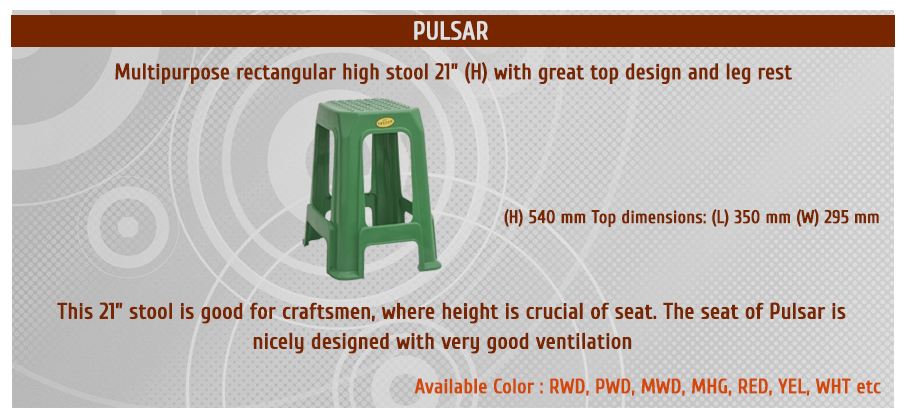 PULSAR
Multipurpose rectangular high stool 21" (H) with great top design and leg rest
(H) 540 mm Top dimensions: (L) 350 mm (W) 295 mm
This 21" stool is good for craftsmen, where height is crucial of seat. The seat of Pulsar is
nicely designed with very good ventilation
Available Color : RWD, PWD, MWD, MHG, RED, YEL, WHT etc